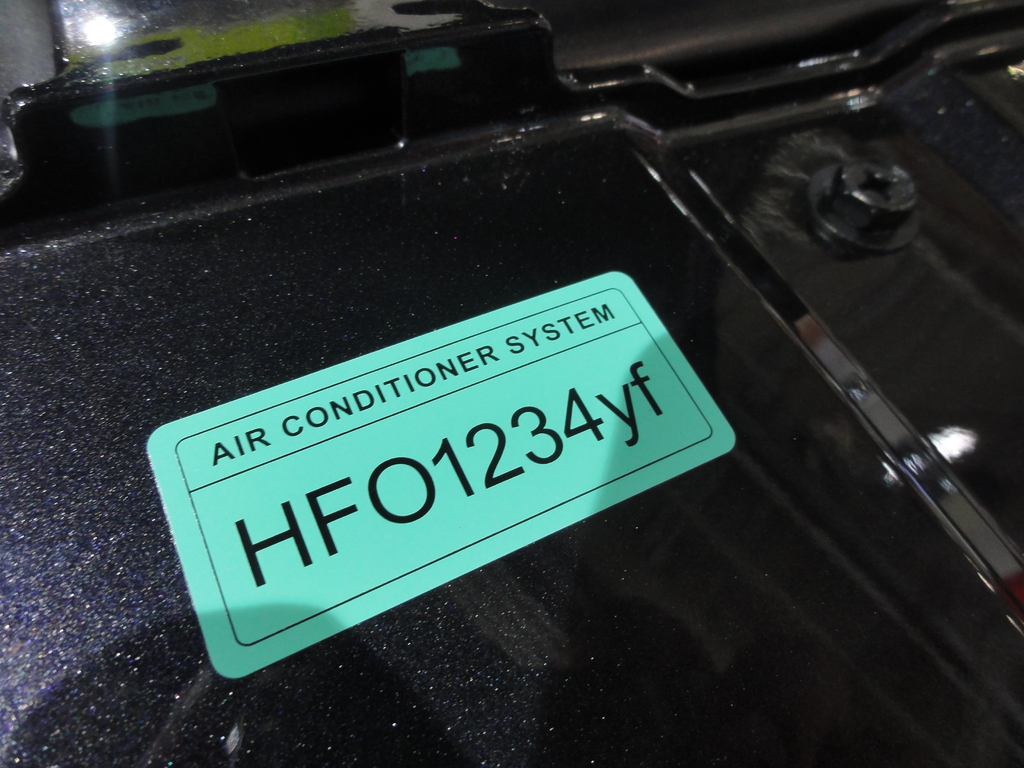 AIR CONDITIONER SYSTEM
HFO1234yf